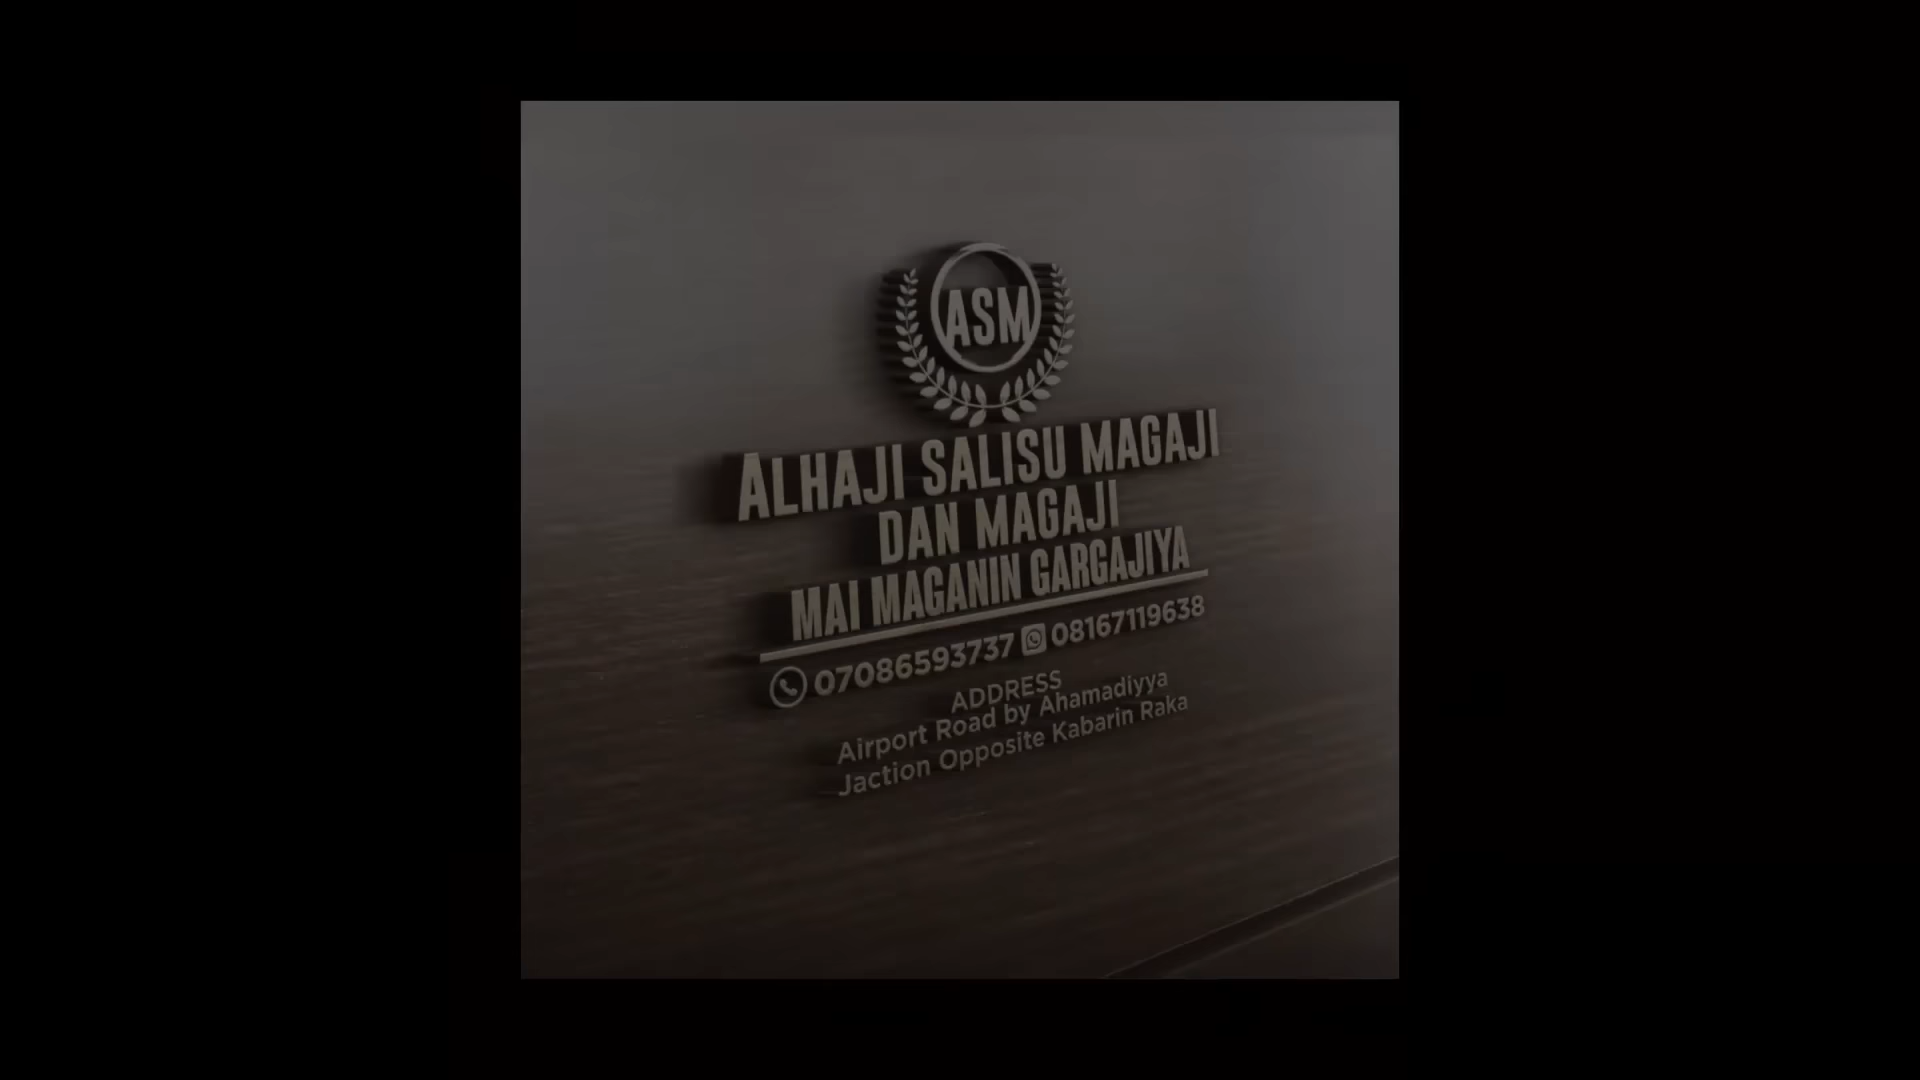 ASM
ALHAJI SALISU MAGAJI
DAN MAGAJI
MAI MAGANIN GARGAJIYA
07086593737 08167119638
ADDRESS
Airport Road by Ahamadiyya
Jaction Opposite Kabarin Raka